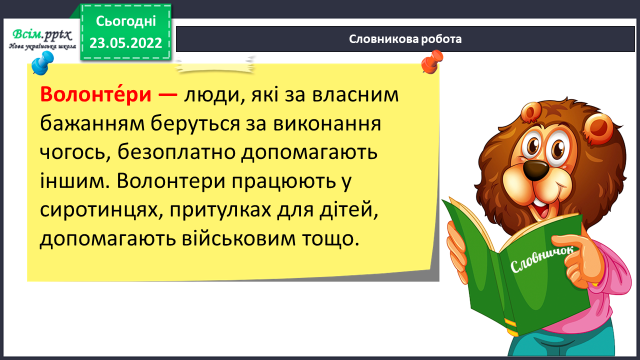 Всім.pptx
Нова українська школа
Сьогодні
23.05.2022
Словникова робота
Волонте́ри — люди, які за власним
бажанням беруться за виконання
чогось, безоплатно допомагають
іншим. Волонтери працюють у
сиротинцях, притулках для дітей,
допомагають військовим тощо.
Словничок